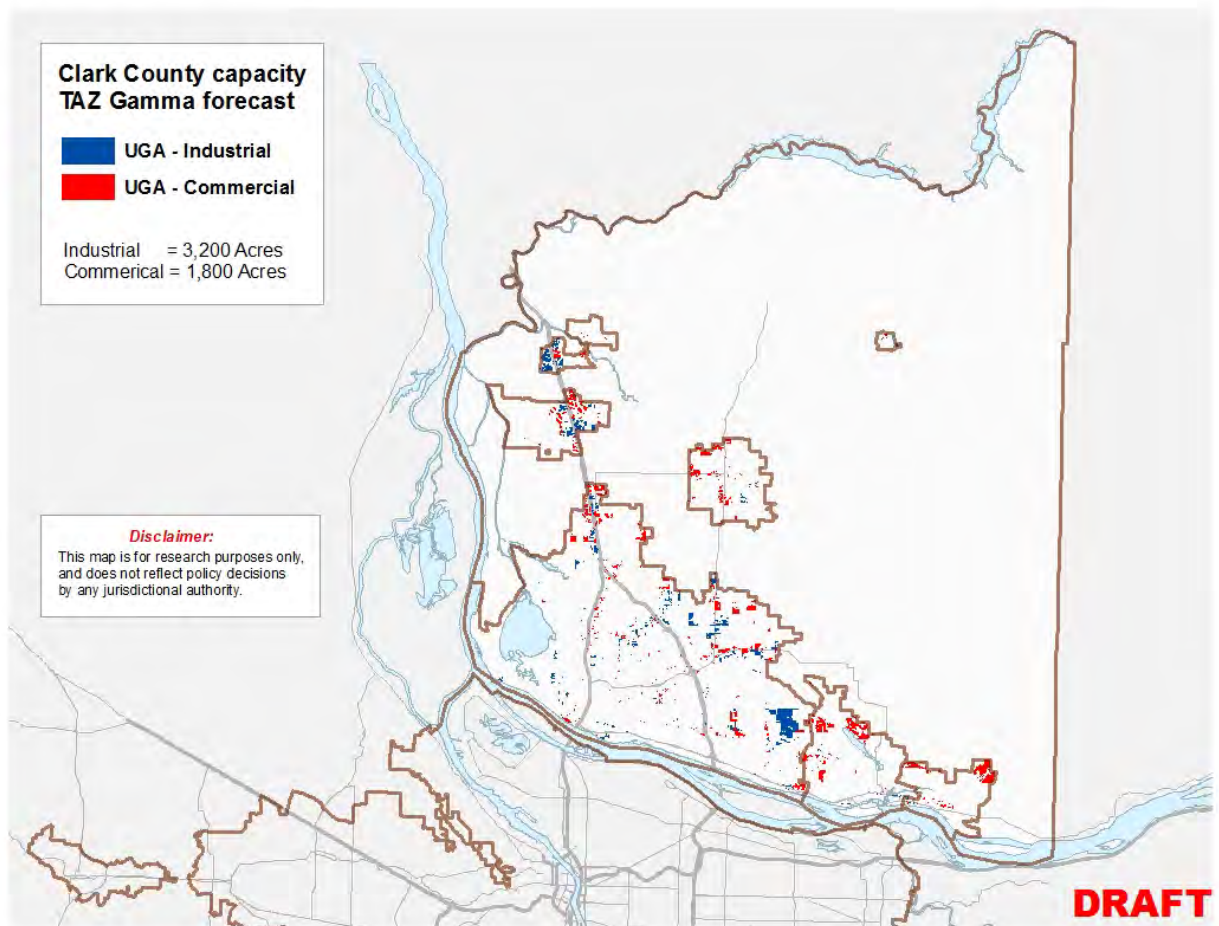 Clark County capacity
TAZ Gamma forecast
UGA - Industrial
UGA - Commercial
Industrial = 3,200 Acres
Commerical = 1,800 Acres
Disclaimer:
This map is for research purposes only,
and does not reflect policy decisions
by any jurisdictional authority.
DRAFT